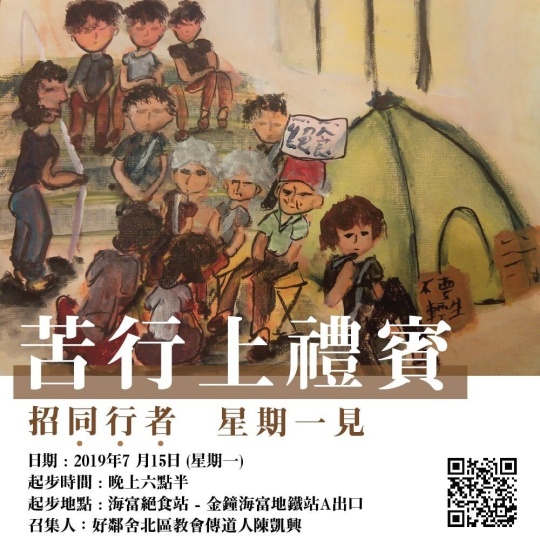 絕食
不要
輕生
苦行上禮賓
招同行者 星期一見
日期：2019年7 月15日 (星期一)
起步時間：晚上六點半
起步地點：海富絕食站 - 金鐘海富地鐵站A出口
召集人：好鄰舍北區教會傳道人陳凱興